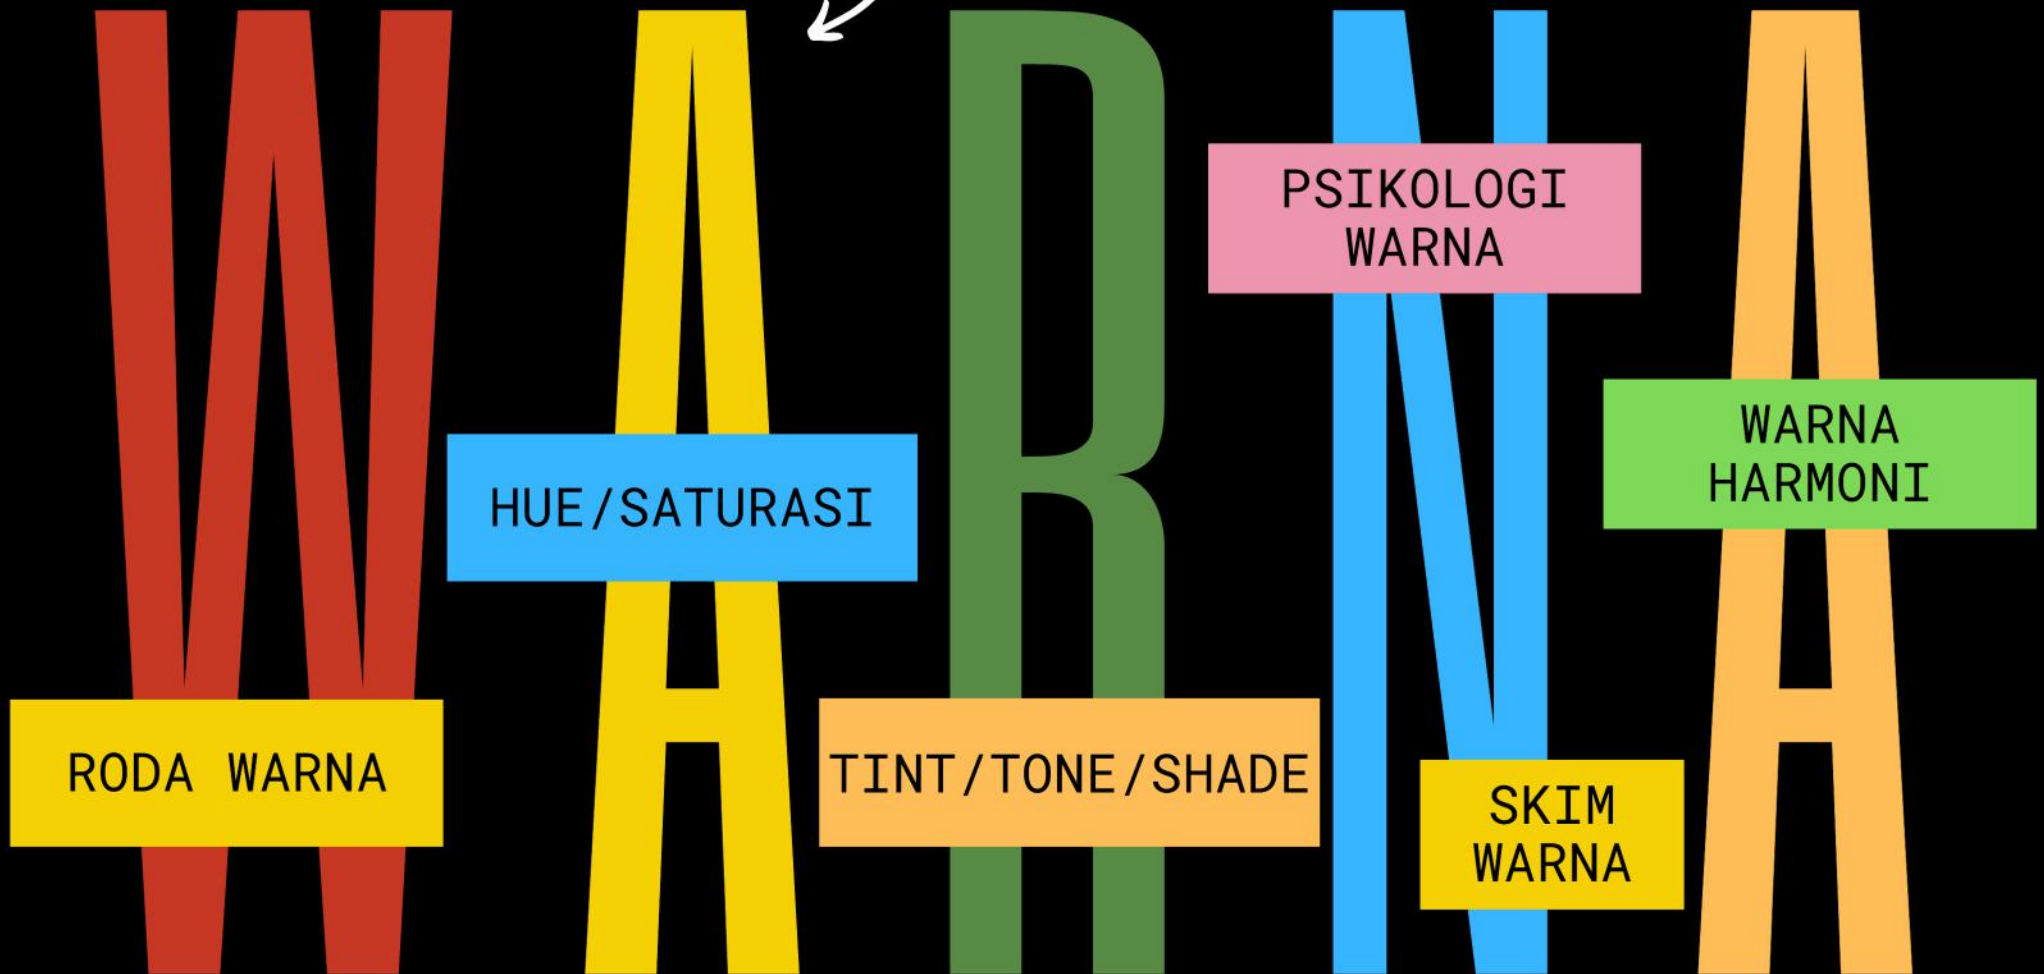 WARNA
PSIKOLOGI
WARNA
WARNA
HARMONI
HUE/SATURASI
RODA WARNA
TINT/TONE/SHADE
SKIM
WARNA